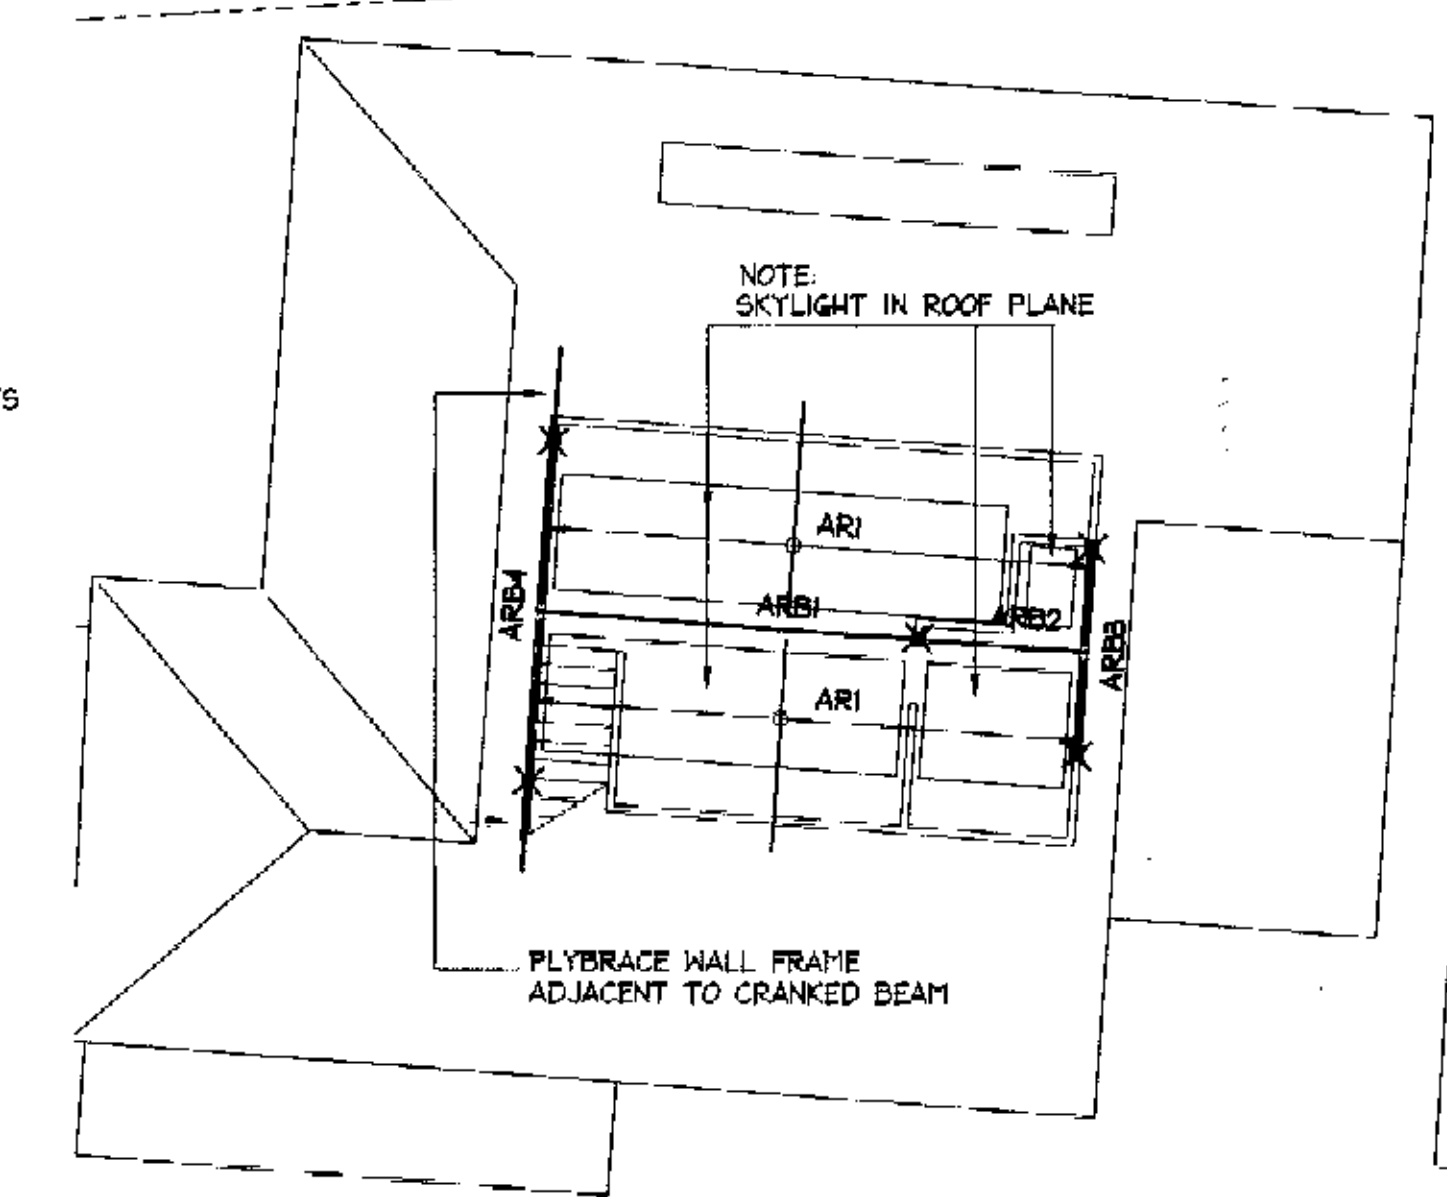 NOTE:
SKYLIGHT IN ROOF PLANE
AR1
ARB1
ARB2
ARB4
ARB3
AR1
PLYBRACE WALL FRAME
ADJACENT TO CRANKED BEAM